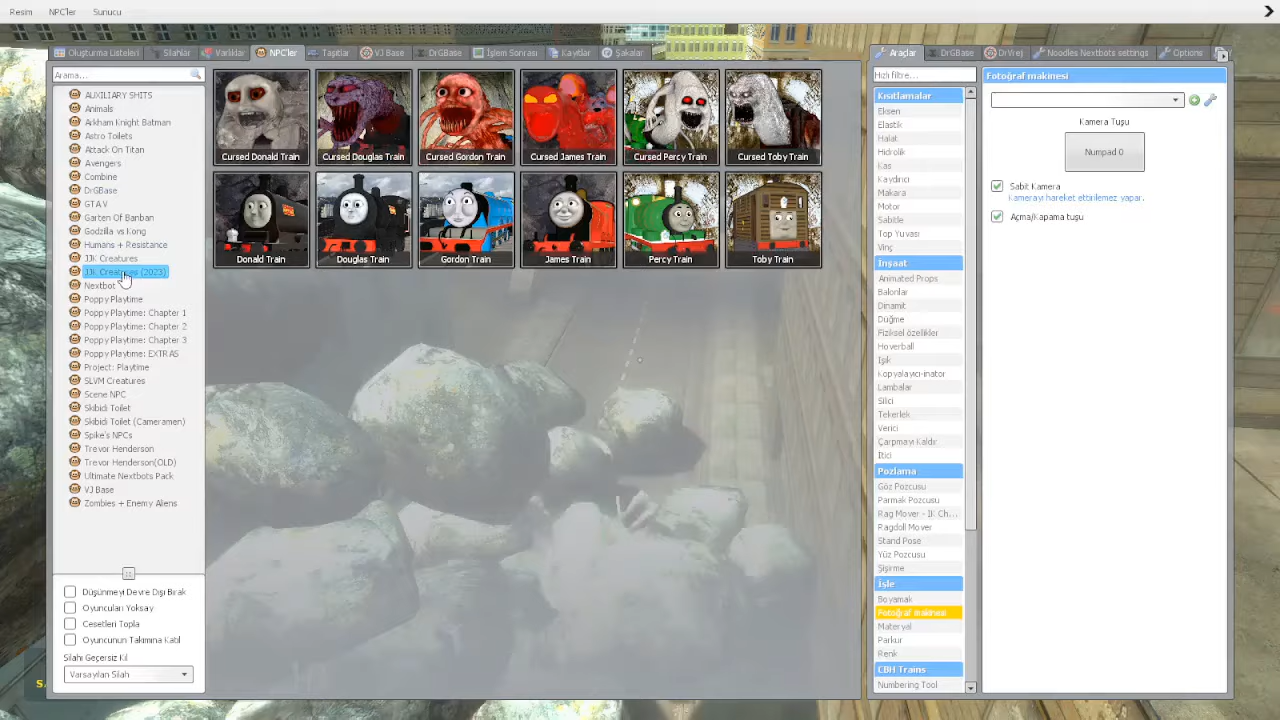 Resim NPC'ler Sunucu
Oluşturma Listeleri Silahlar Varlıklar NPC'ler Taşıtlar VJ Base DrGBase İşlem Sonrası Kayıtlar Şakalar
Arama...
AUXILIARY SHITS
Animals
Arkham Knight Batman
Astro Toilets
Attack On Titan
Avengers
Combine
DrGBase
GTA V
Garten Of Banban
Godzilla vs Kong
Humans + Resistance
JJK Creatures
JJK Creatures (2023)
Nextbot
Poppy Playtime
Poppy Playtime: Chapter 1
Poppy Playtime: Chapter 2
Poppy Playtime: Chapter 3
Poppy Playtime: EXTRAS
Project: Playtime
SLVM Creatures
Scene NPC
Skibidi Toilet
Skibidi Toilet (Cameramen)
Spike's NPCs
Trevor Henderson
Trevor Henderson(OLD)
Ultimate Nextbots Pack
VJ Base
Zombies + Enemy Aliens
Düşünmeyi Devre Dışı Bırak
Oyuncuları Yoksay
Cesetleri Topla
Oyuncunun Takımına Katıl
Silahı Geçersiz Kıl
Varsayılan Silah
Cursed Donald Train Cursed Douglas Train Cursed Gordon Train Cursed James Train Cursed Percy Train Cursed Toby Train
Donald Train Douglas Train Gordon Train James Train Percy Train Toby Train
Araçlar DrGBase DrVrej Noodles Nextbots settings Options
Hızlı filtre...
Kısıtlamalar
Eksen
Elastik
Halat
Hidrolik
Kas
Kaydırıcı
Makara
Motor
Sabitle
Top Yuvası
Vinç
İnşaat
Animated Props
Balonlar
Dinamit
Düğme
Fiziksel özellikler
Hoverball
Işık
Kopyalayıcı-inator
Lambalar
Silici
Tekerlek
Verici
Çarpmayı Kaldır
İtici
Pozlama
Göz Pozcusu
Parmak Pozcusu
Rag Mover - IK Ch...
Ragdoll Mover
Stand Pose
Yüz Pozcusu
Şişirme
İşle
Boyamak
Fotoğraf makinesi
Materyal
Parkur
Renk
CBH Trains
Numbering Tool
Fotoğraf makinesi
Kamera Tuşu
Numpad 0
Sabit Kamera
Kamerayı hareket ettirilemez yapar.
Açma/Kapama tuşu